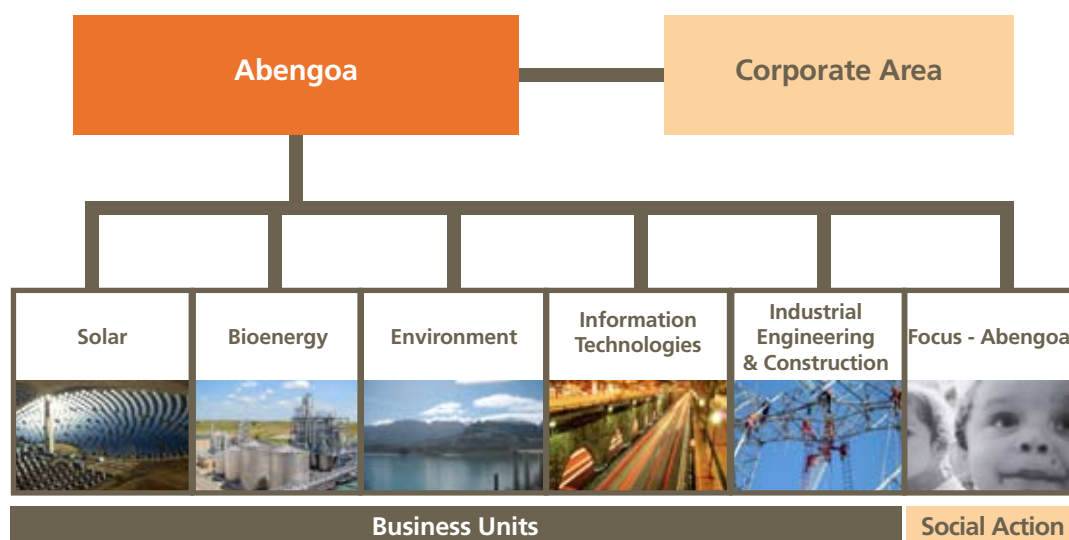 Abengoa
Corporate Area
Solar
Bioenergy
Environment
Information
Technologies
Industrial
Engineering
& Construction
Focus - Abengoa
Business Units
Social Action